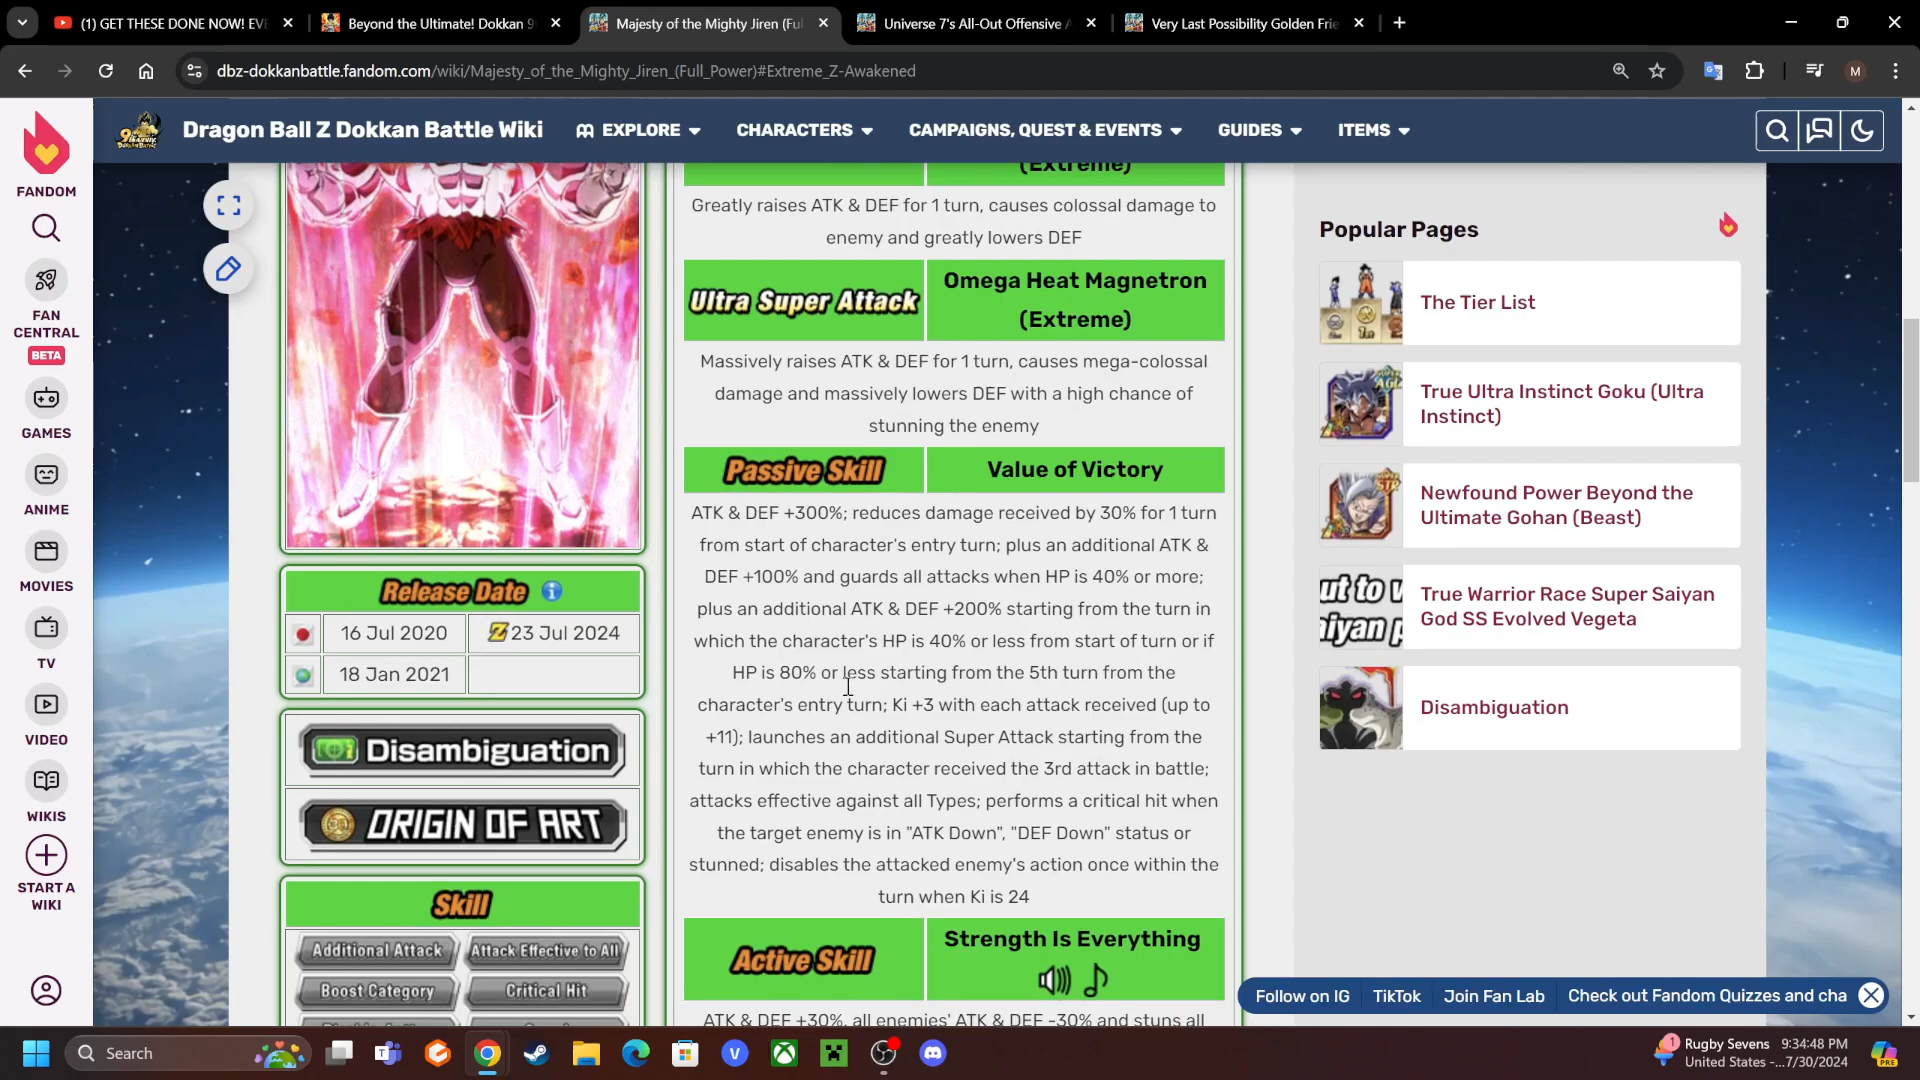 (1) GET THESE DONE NOW! EVE
Beyond the Ultimate! Dokkan 9
Majesty of the Mighty Jiren (Ful
Universe 7's All-Out Offensive A
Very Last Possibility Golden Frie
dbz-dokkanbattle.fandom.com/wiki/Majesty_of_the_Mighty_Jiren_(Full_Power)#Extreme_Z-Awakened
M
FANDOM
FAN CENTRAL
BETA
GAMES
ANIME
MOVIES
TV
VIDEO
WIKIS
START A WIKI
Dragon Ball Z Dokkan Battle Wiki
EXPLORE
CHARACTERS
CAMPAIGNS, QUEST & EVENTS
GUIDES
ITEMS
Release Date
16 Jul 2020
Z 23 Jul 2024
18 Jan 2021
Disambiguation
ORIGIN OF ART
Skill
Additional Attack
Attack Effective to All
Boost Category
Critical Hit
(Extreme)
Greatly raises ATK & DEF for 1 turn, causes colossal damage to
enemy and greatly lowers DEF
Ultra Super Attack
Omega Heat Magnetron
(Extreme)
Massively raises ATK & DEF for 1 turn, causes mega-colossal
damage and massively lowers DEF with a high chance of
stunning the enemy
Passive Skill
Value of Victory
ATK & DEF +300%; reduces damage received by 30% for 1 turn
from start of character's entry turn; plus an additional ATK &
DEF +100% and guards all attacks when HP is 40% or more;
plus an additional ATK & DEF +200% starting from the turn in
which the character's HP is 40% or less from start of turn or if
HP is 80% or less starting from the 5th turn from the
character's entry turn; Ki +3 with each attack received (up to
+11); launches an additional Super Attack starting from the
turn in which the character received the 3rd attack in battle;
attacks effective against all Types; performs a critical hit when
the target enemy is in "ATK Down", "DEF Down" status or
stunned; disables the attacked enemy's action once within the
turn when Ki is 24
Active Skill
Strength Is Everything
ATK & DEF +30%, all enemies' ATK & DEF -30% and stuns all
Popular Pages
The Tier List
True Ultra Instinct Goku (Ultra
Instinct)
Newfound Power Beyond the
Ultimate Gohan (Beast)
True Warrior Race Super Saiyan
God SS Evolved Vegeta
Disambiguation
Follow on IG
TikTok
Join Fan Lab
Check out Fandom Quizzes and cha
Search
1
Rugby Sevens
United States -...
9:34:48 PM
7/30/2024
PRE